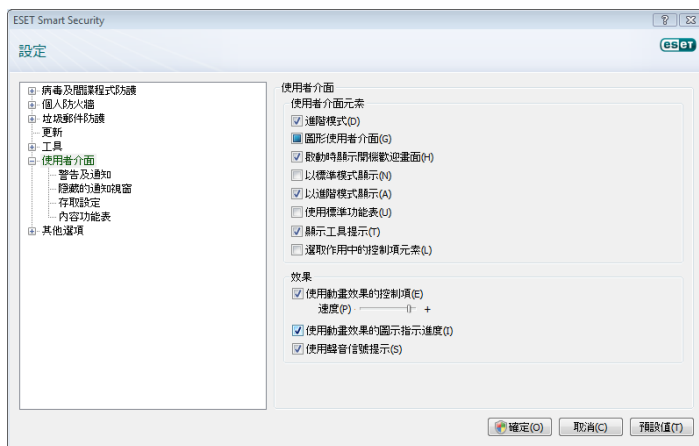 ESET Smart Security
設定
eset
病毒及間諜程式防護
個人防火牆
垃圾郵件防護
更新
工具
使用者介面
警告及通知
隱藏的通知視窗
存取設定
內容功能表
其他選項
使用者介面
使用者介面元素
進階模式(D)
圖形使用者介面(G)
啟動時顯示開機歡迎畫面(H)
以標準模式顯示(N)
以進階模式顯示(A)
使用標準功能表(U)
顯示工具提示(T)
選取作用中的控制項元素(L)
效果
使用動畫效果的控制項(E)
速度(P) - +
使用動畫效果的圖示指示進度(I)
使用聲音信號提示(S)
確定(O) 取消(C) 預設值(T)